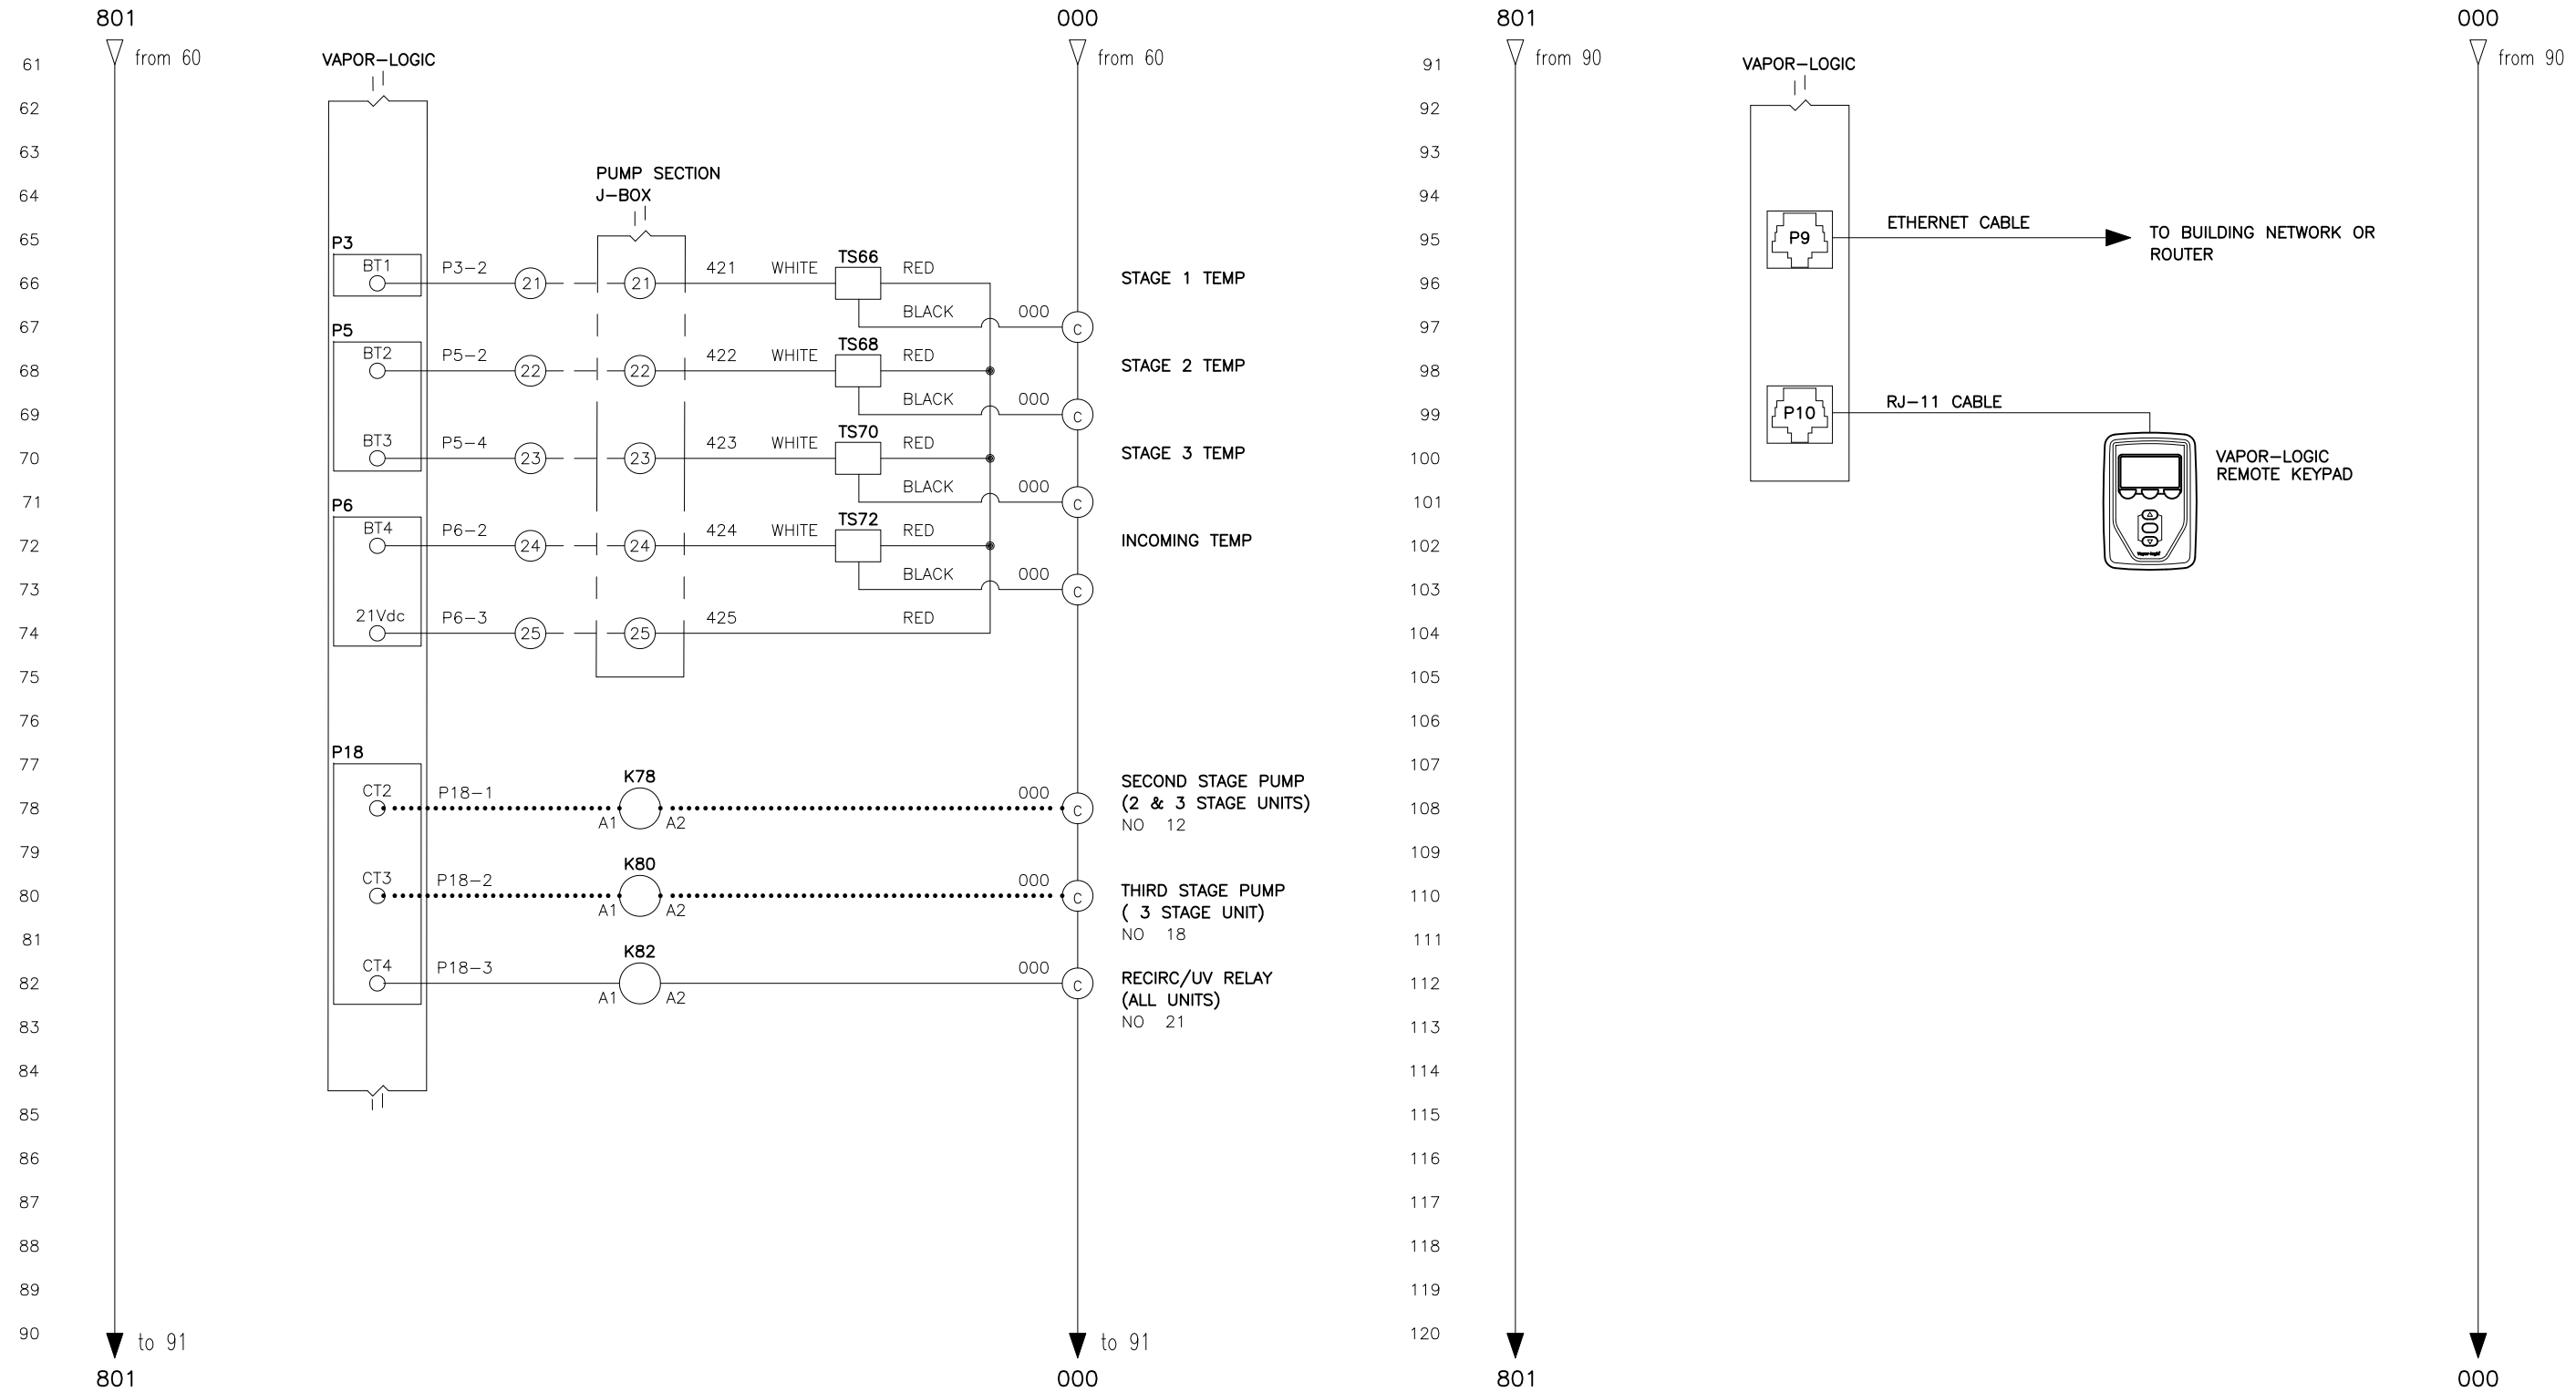 801
000
801
000
from 60
from 60
from 90
from 90
61
VAPOR-LOGIC
91
VAPOR-LOGIC
62
92
63
93
PUMP SECTION
J-BOX
64
94
65
P3
95
P9
ETHERNET CABLE
TO BUILDING NETWORK OR
ROUTER
66
BT1
P3-2
21
21
421
WHITE
TS66
RED
STAGE 1 TEMP
96
67
P5
BLACK
000
C
97
68
BT2
P5-2
22
22
422
WHITE
TS68
RED
STAGE 2 TEMP
98
69
BLACK
000
C
99
P10
RJ-11 CABLE
70
BT3
P5-4
23
23
423
WHITE
TS70
RED
STAGE 3 TEMP
100
VAPOR-LOGIC
REMOTE KEYPAD
71
P6
BLACK
000
C
101
72
BT4
P6-2
24
24
424
WHITE
TS72
RED
INCOMING TEMP
102
Vapor-logic
73
BLACK
000
C
103
74
21Vdc
P6-3
25
25
425
RED
104
75
105
76
106
77
P18
107
78
CT2
P18-1
K78
A1
A2
000
C
SECOND STAGE PUMP
(2 & 3 STAGE UNITS)
NO 12
108
79
109
80
CT3
P18-2
K80
A1
A2
000
C
THIRD STAGE PUMP
( 3 STAGE UNIT)
NO 18
110
81
111
82
CT4
P18-3
K82
A1
A2
000
C
RECIRC/UV RELAY
(ALL UNITS)
NO 21
112
83
113
84
114
85
115
86
116
87
117
88
118
89
119
90
to 91
to 91
120
801
000
801
000